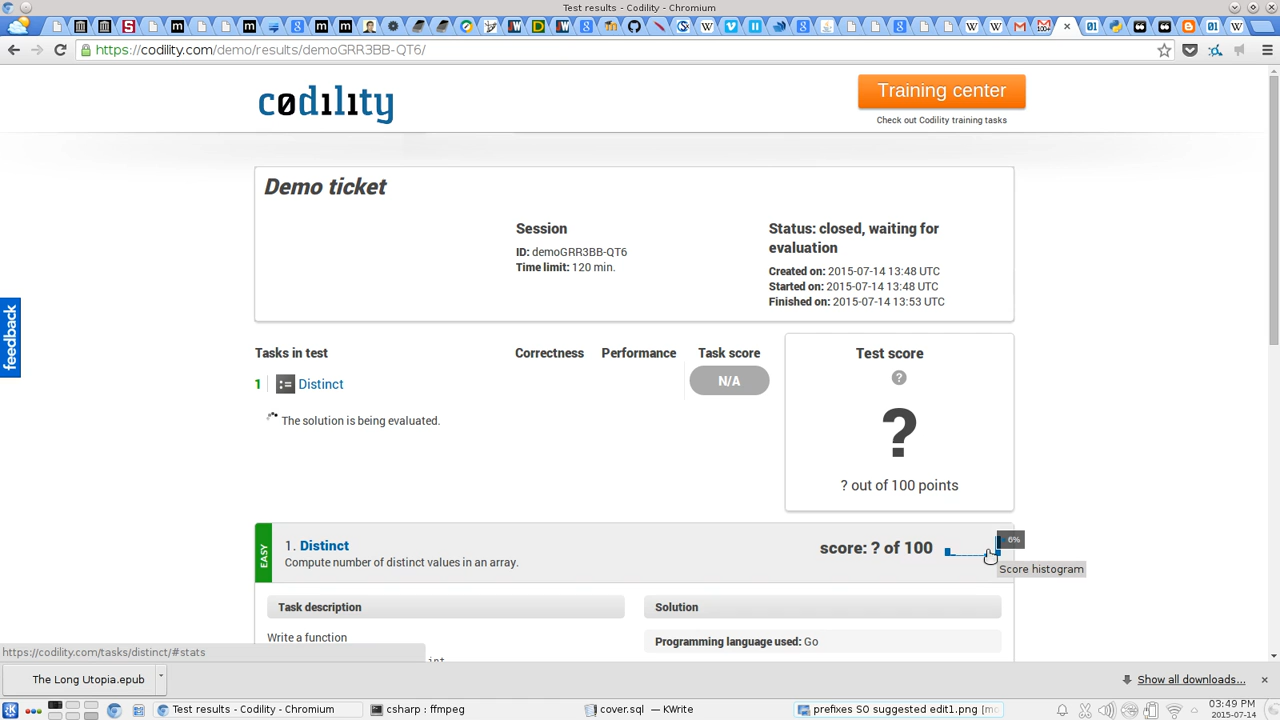 Test results - Codility - Chromium
https://codility.com/demo/results/demoGRR3BB-QT6/
codility
Training center
Check out Codility training tasks
Demo ticket
Session
ID: demoGRR3BB-QT6
Time limit: 120 min.
Status: closed, waiting for
evaluation
Created on: 2015-07-14 13:48 UTC
Started on: 2015-07-14 13:48 UTC
Finished on: 2015-07-14 13:53 UTC
feedback
Tasks in test
Correctness
Performance
Task score
1
Distinct
N/A
The solution is being evaluated.
Test score
?
?
? out of 100 points
EASY
1. Distinct
Compute number of distinct values in an array.
score: ? of 100
6%
Score histogram
Task description
Solution
Write a function
Programming language used: Go
https://codility.com/tasks/distinct/#stats
int
The Long Utopia.epub
Show all downloads...
Test results - Codility - Chromium
csharp : ffmpeg
cover.sql — KWrite
prefixes SO suggested edit1.png [mo
03:49 PM
2015-07-14